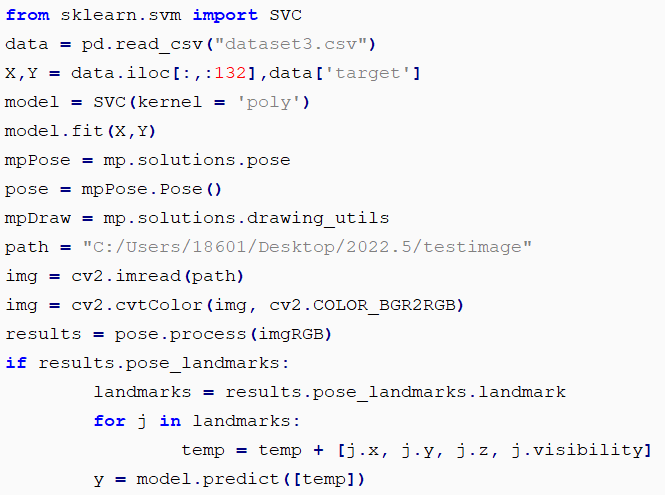 from sklearn.svm import SVC
data = pd.read_csv("dataset3.csv")
X,Y = data.iloc[:,:132],data['target']
model = SVC(kernel = 'poly')
model.fit(X,Y)
mpPose = mp.solutions.pose
pose = mpPose.Pose()
mpDraw = mp.solutions.drawing_utils
path = "C:/Users/18601/Desktop/2022.5/testimage"
img = cv2.imread(path)
img = cv2.cvtColor(img, cv2.COLOR_BGR2RGB)
results = pose.process(imgRGB)
if results.pose_landmarks:
        landmarks = results.pose_landmarks.landmark
        for j in landmarks:
                temp = temp + [j.x, j.y, j.z, j.visibility]
        y = model.predict([temp])